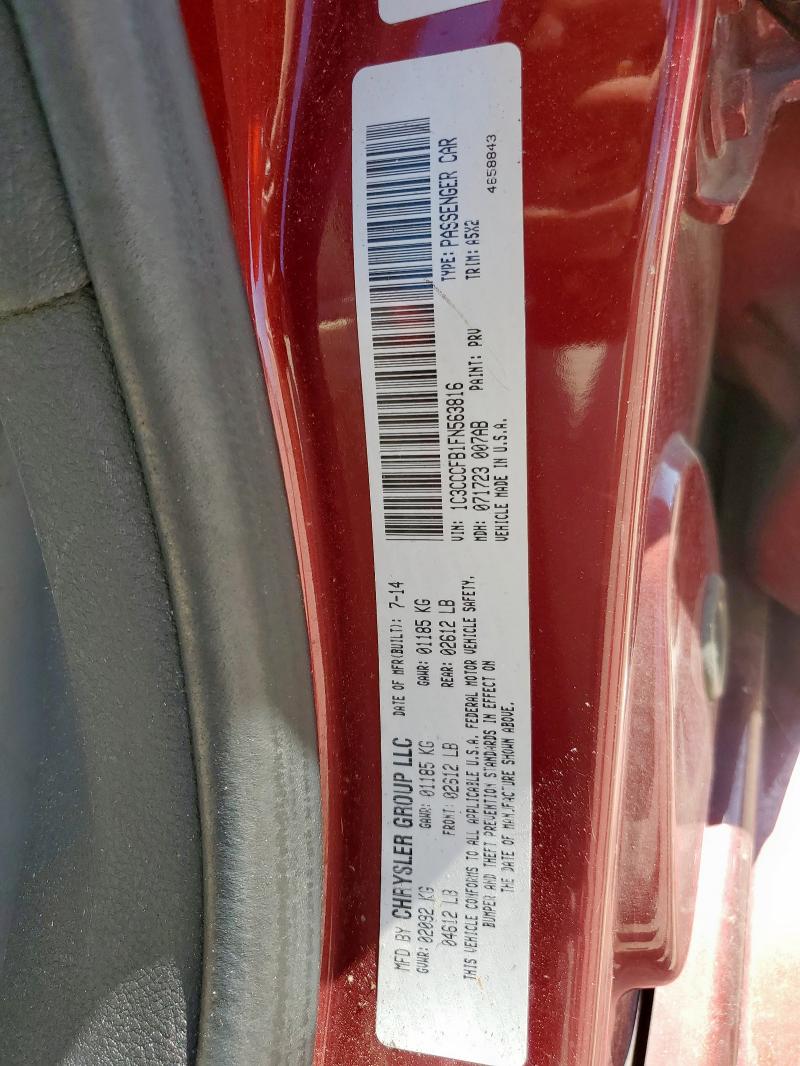 MFD BY CHRYSLER GROUP LLC DATE OF MFR(BUILT): 7-14
GVWR: 02092 KG GAWR: 01185 KG GAWR: 01185 KG
04612 LB FRONT: 02612 LB REAR: 02612 LB
THIS VEHICLE CONFORMS TO ALL APPLICABLE U.S.A. FEDERAL MOTOR VEHICLE SAFETY,
BUMPER AND THEFT PREVENTION STANDARDS IN EFFECT ON
THE DATE OF MANUFACTURE SHOWN ABOVE.
VIN: 1C3CCCFB1FN563816 TYPE: PASSENGER CAR
MDH: 071723 007AB PAINT: PRV TRIM: A5X2
VEHICLE MADE IN U.S.A. 4658843